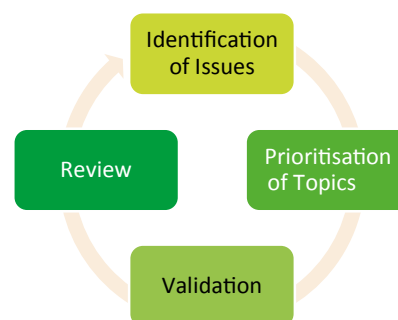 Identification
of Issues
Prioritisation
of Topics
Validation
Review